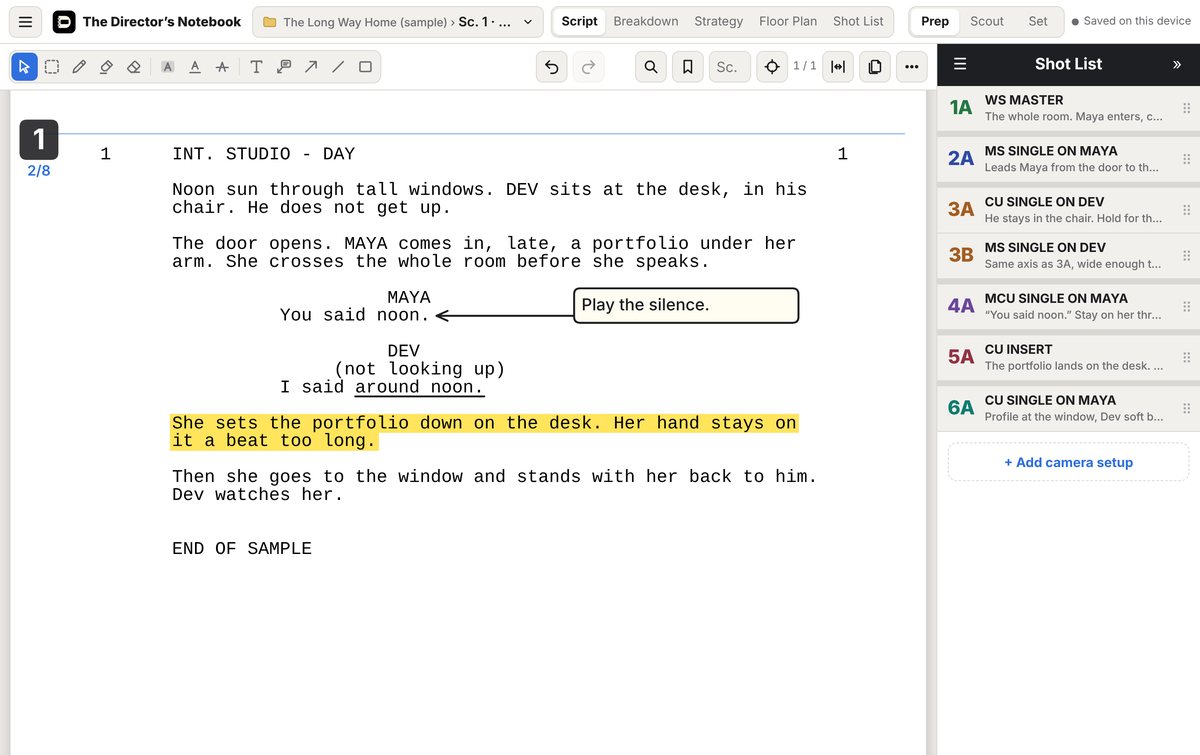 The Director's Notebook
The Long Way Home (sample) › Sc. 1 · ...
Script Breakdown Strategy Floor Plan Shot List
Prep Scout Set
Saved on this device
A A A T
Sc.
1 / 1
Shot List
1
2/8
1 INT. STUDIO - DAY 1
Noon sun through tall windows. DEV sits at the desk, in his
chair. He does not get up.
The door opens. MAYA comes in, late, a portfolio under her
arm. She crosses the whole room before she speaks.
MAYA
You said noon.
Play the silence.
DEV
(not looking up)
I said around noon.
She sets the portfolio down on the desk. Her hand stays on
it a beat too long.
Then she goes to the window and stands with her back to him.
Dev watches her.
END OF SAMPLE
1A WS MASTER
The whole room. Maya enters, c...
2A MS SINGLE ON MAYA
Leads Maya from the door to th...
3A CU SINGLE ON DEV
He stays in the chair. Hold for th...
3B MS SINGLE ON DEV
Same axis as 3A, wide enough t...
4A MCU SINGLE ON MAYA
“You said noon.” Stay on her thr...
5A CU INSERT
The portfolio lands on the desk. ...
6A CU SINGLE ON MAYA
Profile at the window, Dev soft b...
+ Add camera setup